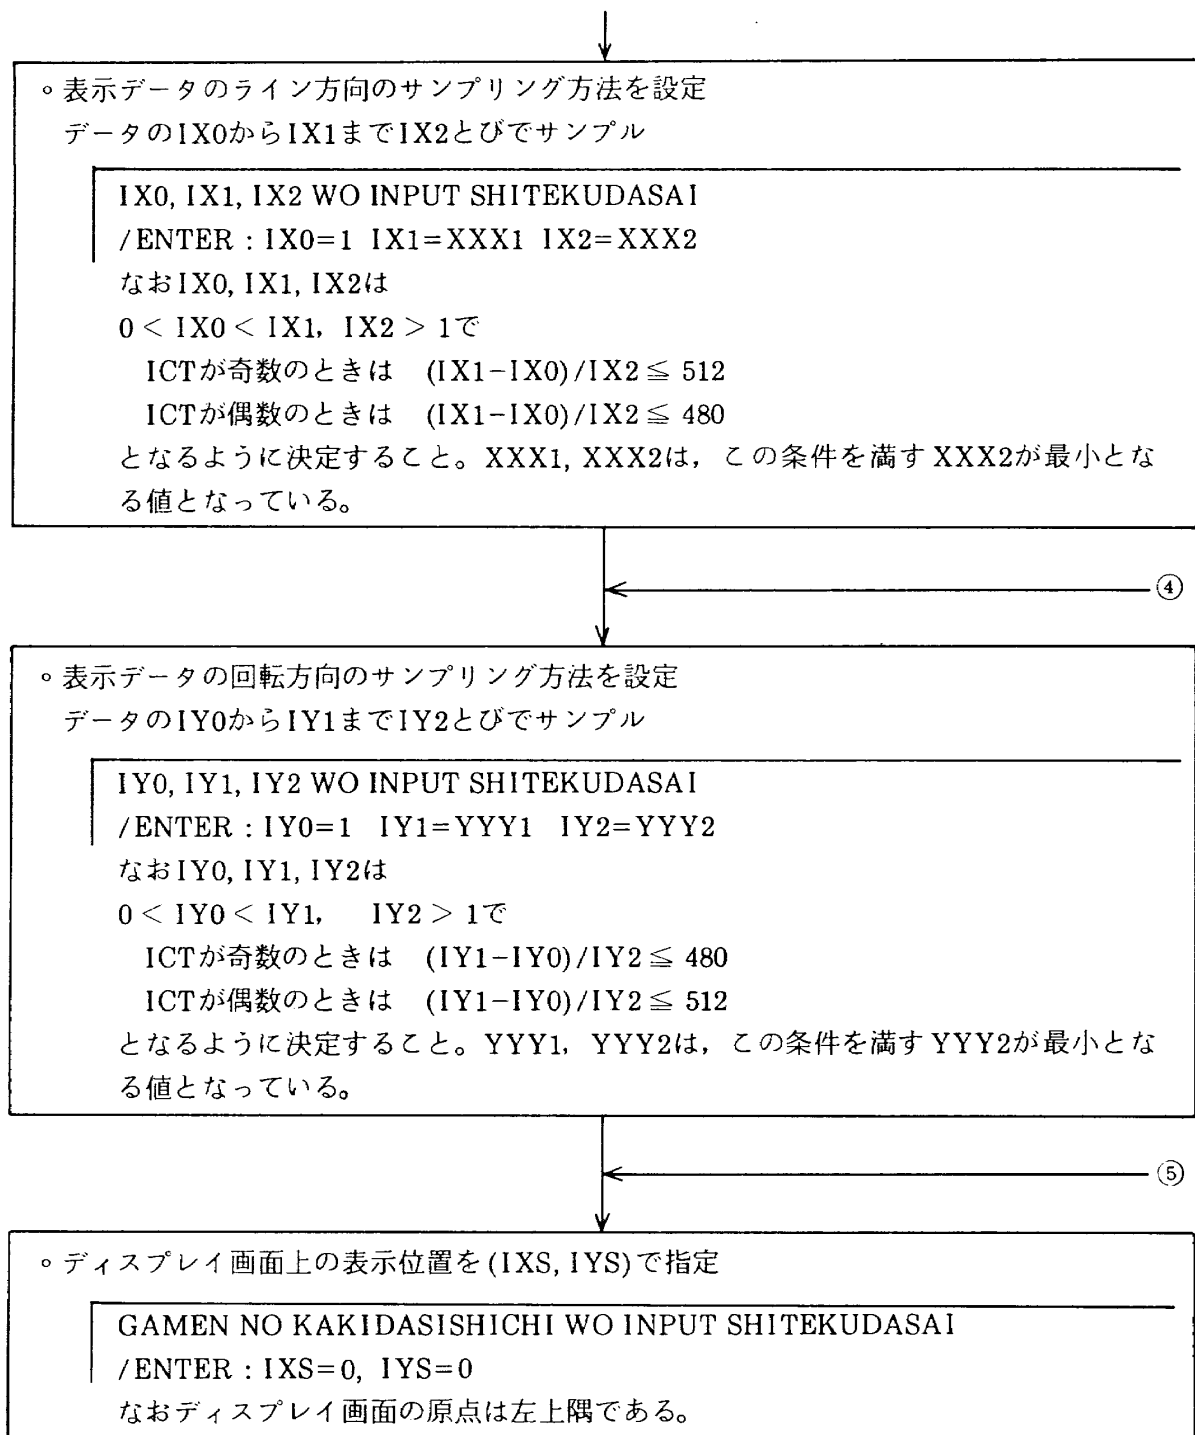 ∘表示データのライン方向のサンプリング方法を設定
データのIX0からIX1までIX2とびでサンプル
IX0, IX1, IX2 WO INPUT SHITEKUDASAI
/ENTER : IX0=1 IX1=XXX1 IX2=XXX2
なおIX0, IX1, IX2は
0 < IX0 < IX1, IX2 > 1で
ICTが奇数のときは (IX1-IX0)/IX2 ≦ 512
ICTが偶数のときは (IX1-IX0)/IX2 ≦ 480
となるように決定すること。XXX1, XXX2は，この条件を満す XXX2が最小とな
る値となっている。
④
∘表示データの回転方向のサンプリング方法を設定
データのIY0からIY1までIY2とびでサンプル
IY0, IY1, IY2 WO INPUT SHITEKUDASAI
/ENTER : IY0=1 IY1=YYY1 IY2=YYY2
なおIY0, IY1, IY2は
0 < IY0 < IY1, IY2 > 1で
ICTが奇数のときは (IY1-IY0)/IY2 ≦ 480
ICTが偶数のときは (IY1-IY0)/IY2 ≦ 512
となるように決定すること。YYY1, YYY2は，この条件を満す YYY2が最小とな
る値となっている。
⑤
∘ディスプレイ画面上の表示位置を(IXS, IYS)で指定
GAMEN NO KAKIDASISHICHI WO INPUT SHITEKUDASAI
/ENTER : IXS=0, IYS=0
なおディスプレイ画面の原点は左上隅である。